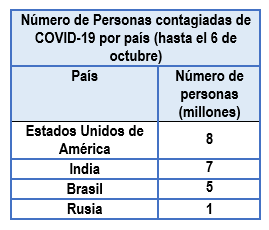 Número de Personas contagiadas de
COVID-19 por país (hasta el 6 de
octubre)
País
Número de
personas
(millones)
Estados Unidos de
América
8
India
7
Brasil
5
Rusia
1